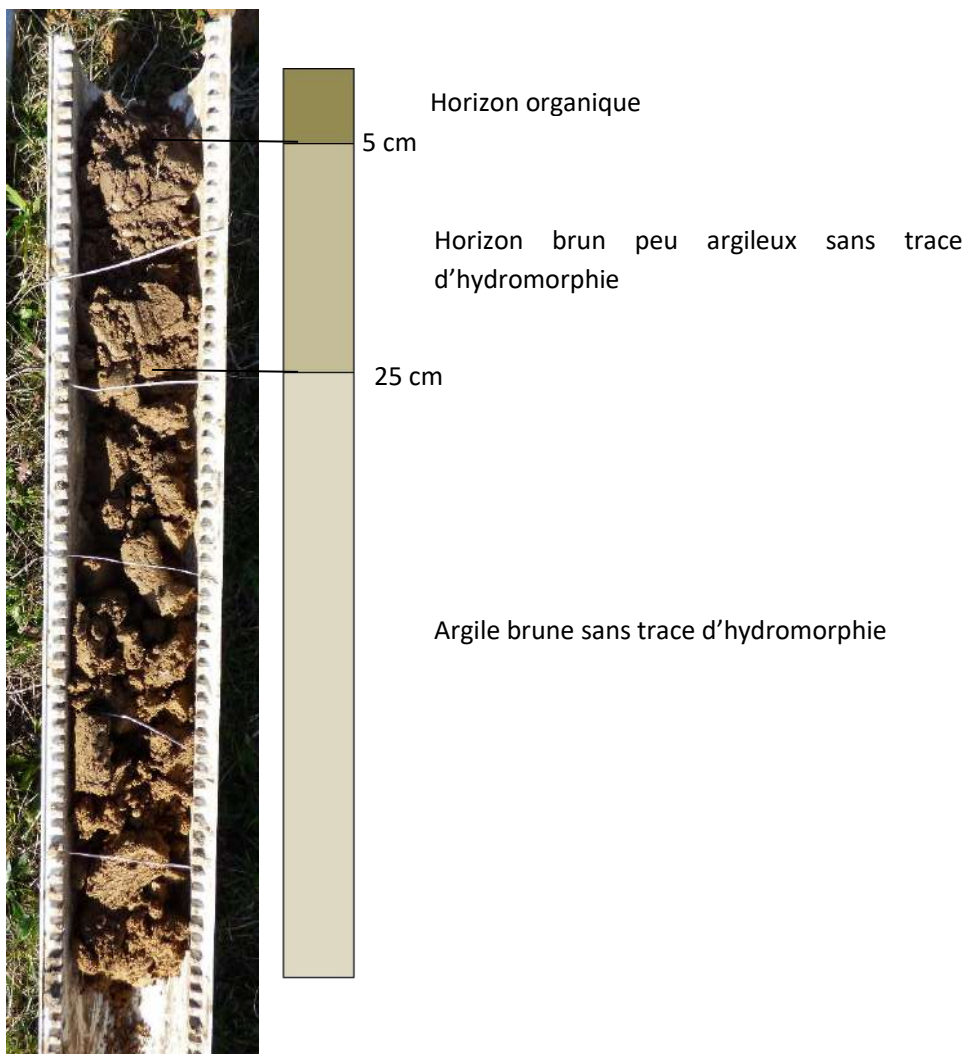 Horizon organique
5 cm
Horizon brun peu argileux sans trace
d’hydromorphie
25 cm
Argile brune sans trace d’hydromorphie